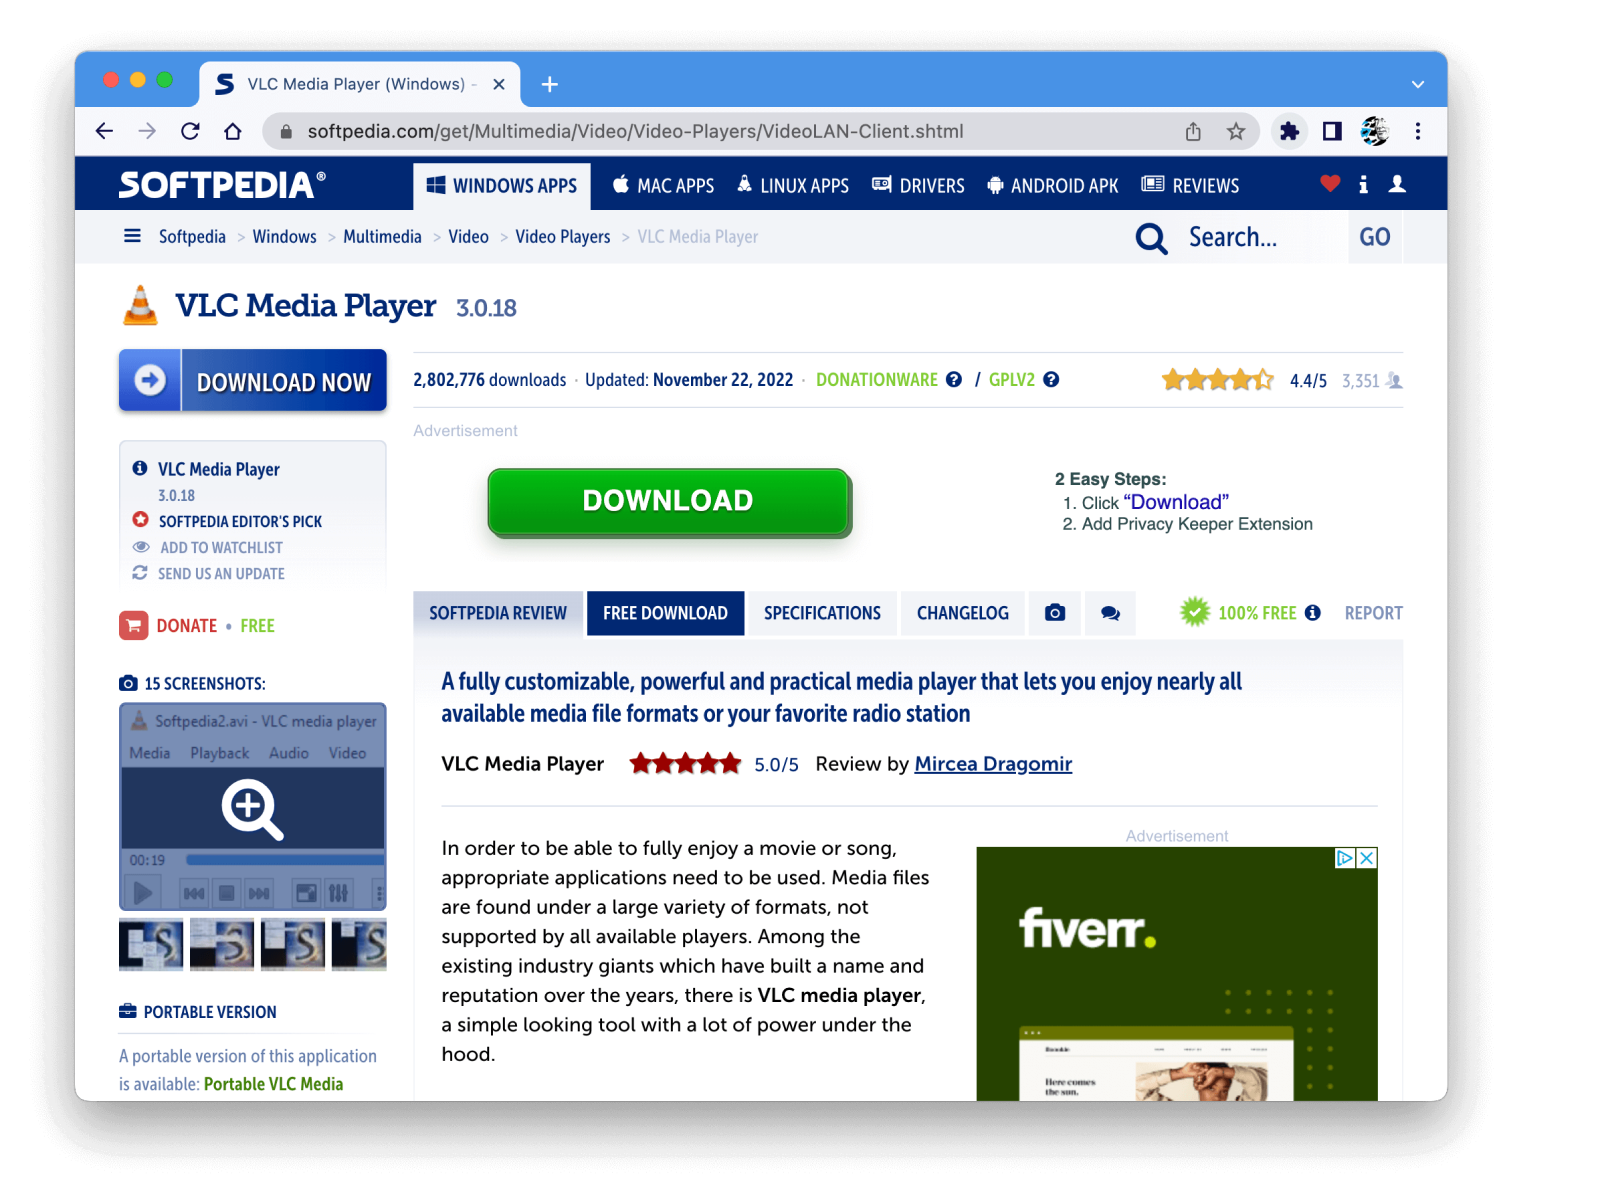 VLC Media Player (Windows) -
softpedia.com/get/Multimedia/Video/Video-Players/VideoLAN-Client.shtml
SOFTPEDIA®
WINDOWS APPS MAC APPS LINUX APPS DRIVERS ANDROID APK REVIEWS
Softpedia > Windows > Multimedia > Video > Video Players > VLC Media Player
Search... GO
VLC Media Player 3.0.18
DOWNLOAD NOW
2,802,776 downloads · Updated: November 22, 2022 · DONATIONWARE / GPLV2 4.4/5 3,351
Advertisement
DOWNLOAD
2 Easy Steps:
1. Click “Download”
2. Add Privacy Keeper Extension
VLC Media Player
3.0.18
SOFTPEDIA EDITOR'S PICK
ADD TO WATCHLIST
SEND US AN UPDATE
DONATE • FREE
15 SCREENSHOTS:
Softpedia2.avi - VLC media player
Media Playback Audio Video
00:19
PORTABLE VERSION
A portable version of this application
is available: Portable VLC Media
SOFTPEDIA REVIEW FREE DOWNLOAD SPECIFICATIONS CHANGELOG 100% FREE REPORT
A fully customizable, powerful and practical media player that lets you enjoy nearly all
available media file formats or your favorite radio station
VLC Media Player 5.0/5 Review by Mircea Dragomir
In order to be able to fully enjoy a movie or song,
appropriate applications need to be used. Media files
are found under a large variety of formats, not
supported by all available players. Among the
existing industry giants which have built a name and
reputation over the years, there is VLC media player,
a simple looking tool with a lot of power under the
hood.
Advertisement
fiverr.
Here comes
the sun.